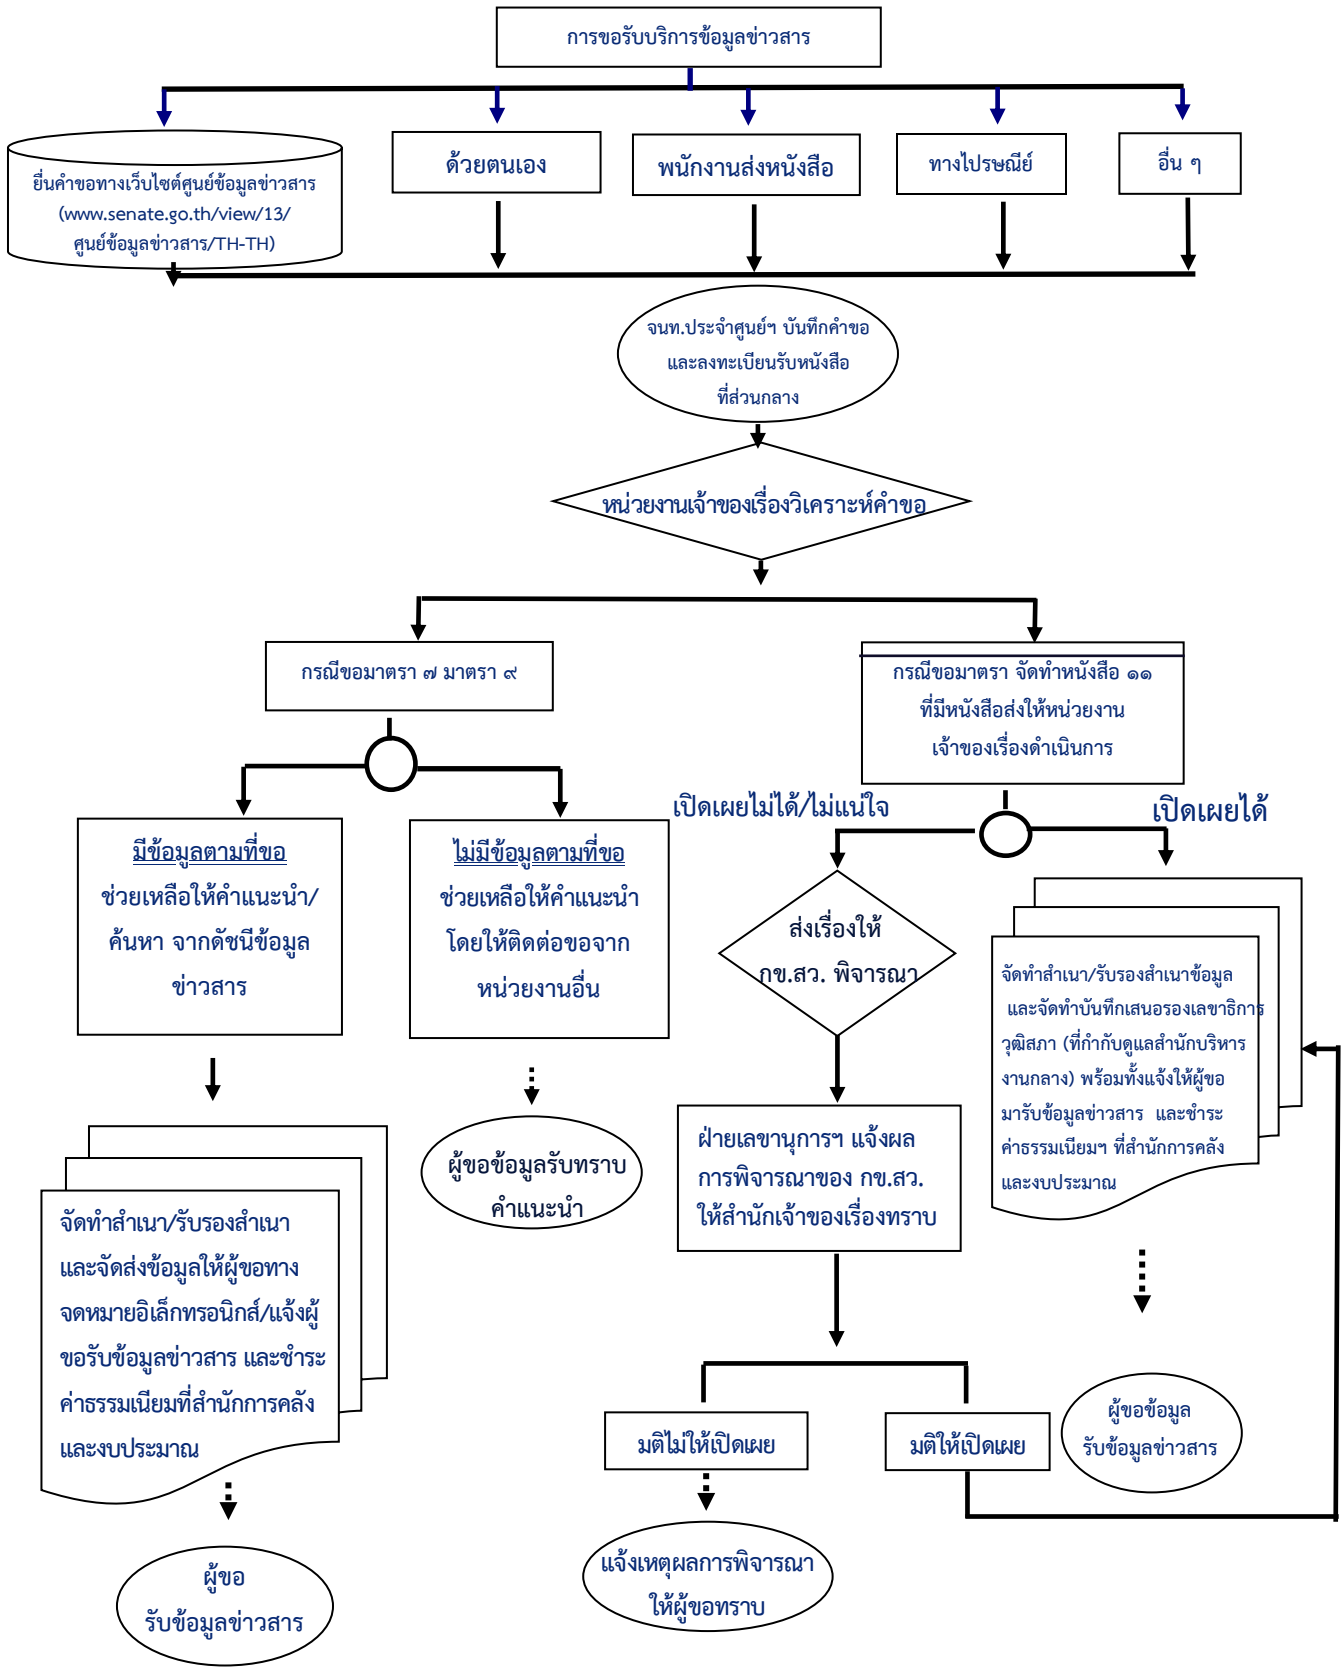 การขอรับบริการข้อมูลข่าวสาร
ยื่นคำขอทางเว็บไซต์ศูนย์ข้อมูลข่าวสาร
(www.senate.go.th/view/13/
ศูนย์ข้อมูลข่าวสาร/TH-TH)
ด้วยตนเอง
พนักงานส่งหนังสือ
ทางไปรษณีย์
อื่น ๆ
จนท.ประจำศูนย์ฯ บันทึกคำขอ
และลงทะเบียนรับหนังสือ
ที่ส่วนกลาง
หน่วยงานเจ้าของเรื่องวิเคราะห์คำขอ
กรณีขอมาตรา ๗ มาตรา ๙
กรณีขอมาตรา จัดทำหนังสือ ๑๑
ที่มีหนังสือส่งให้หน่วยงาน
เจ้าของเรื่องดำเนินการ
เปิดเผยไม่ได้/ไม่แน่ใจ
เปิดเผยได้
มีข้อมูลตามที่ขอ
ช่วยเหลือให้คำแนะนำ/
ค้นหา จากดัชนีข้อมูล
ข่าวสาร
ไม่มีข้อมูลตามที่ขอ
ช่วยเหลือให้คำแนะนำ
โดยให้ติดต่อขอจาก
หน่วยงานอื่น
ส่งเรื่องให้
กข.สว. พิจารณา
จัดทำสำเนา/รับรองสำเนาข้อมูล
และจัดทำบันทึกเสนอรองเลขาธิการ
วุฒิสภา (ที่กำกับดูแลสำนักบริหาร
งานกลาง) พร้อมทั้งแจ้งให้ผู้ขอ
มารับข้อมูลข่าวสาร และชำระ
ค่าธรรมเนียมฯ ที่สำนักการคลัง
และงบประมาณ
ผู้ขอข้อมูลรับทราบ
คำแนะนำ
ฝ่ายเลขานุการฯ แจ้งผล
การพิจารณาของ กข.สว.
ให้สำนักเจ้าของเรื่องทราบ
จัดทำสำเนา/รับรองสำเนา
และจัดส่งข้อมูลให้ผู้ขอทาง
จดหมายอิเล็กทรอนิกส์/แจ้งผู้
ขอรับข้อมูลข่าวสาร และชำระ
ค่าธรรมเนียมที่สำนักการคลัง
และงบประมาณ
มติไม่ให้เปิดเผย
มติให้เปิดเผย
ผู้ขอข้อมูล
รับข้อมูลข่าวสาร
แจ้งเหตุผลการพิจารณา
ให้ผู้ขอทราบ
ผู้ขอ
รับข้อมูลข่าวสาร